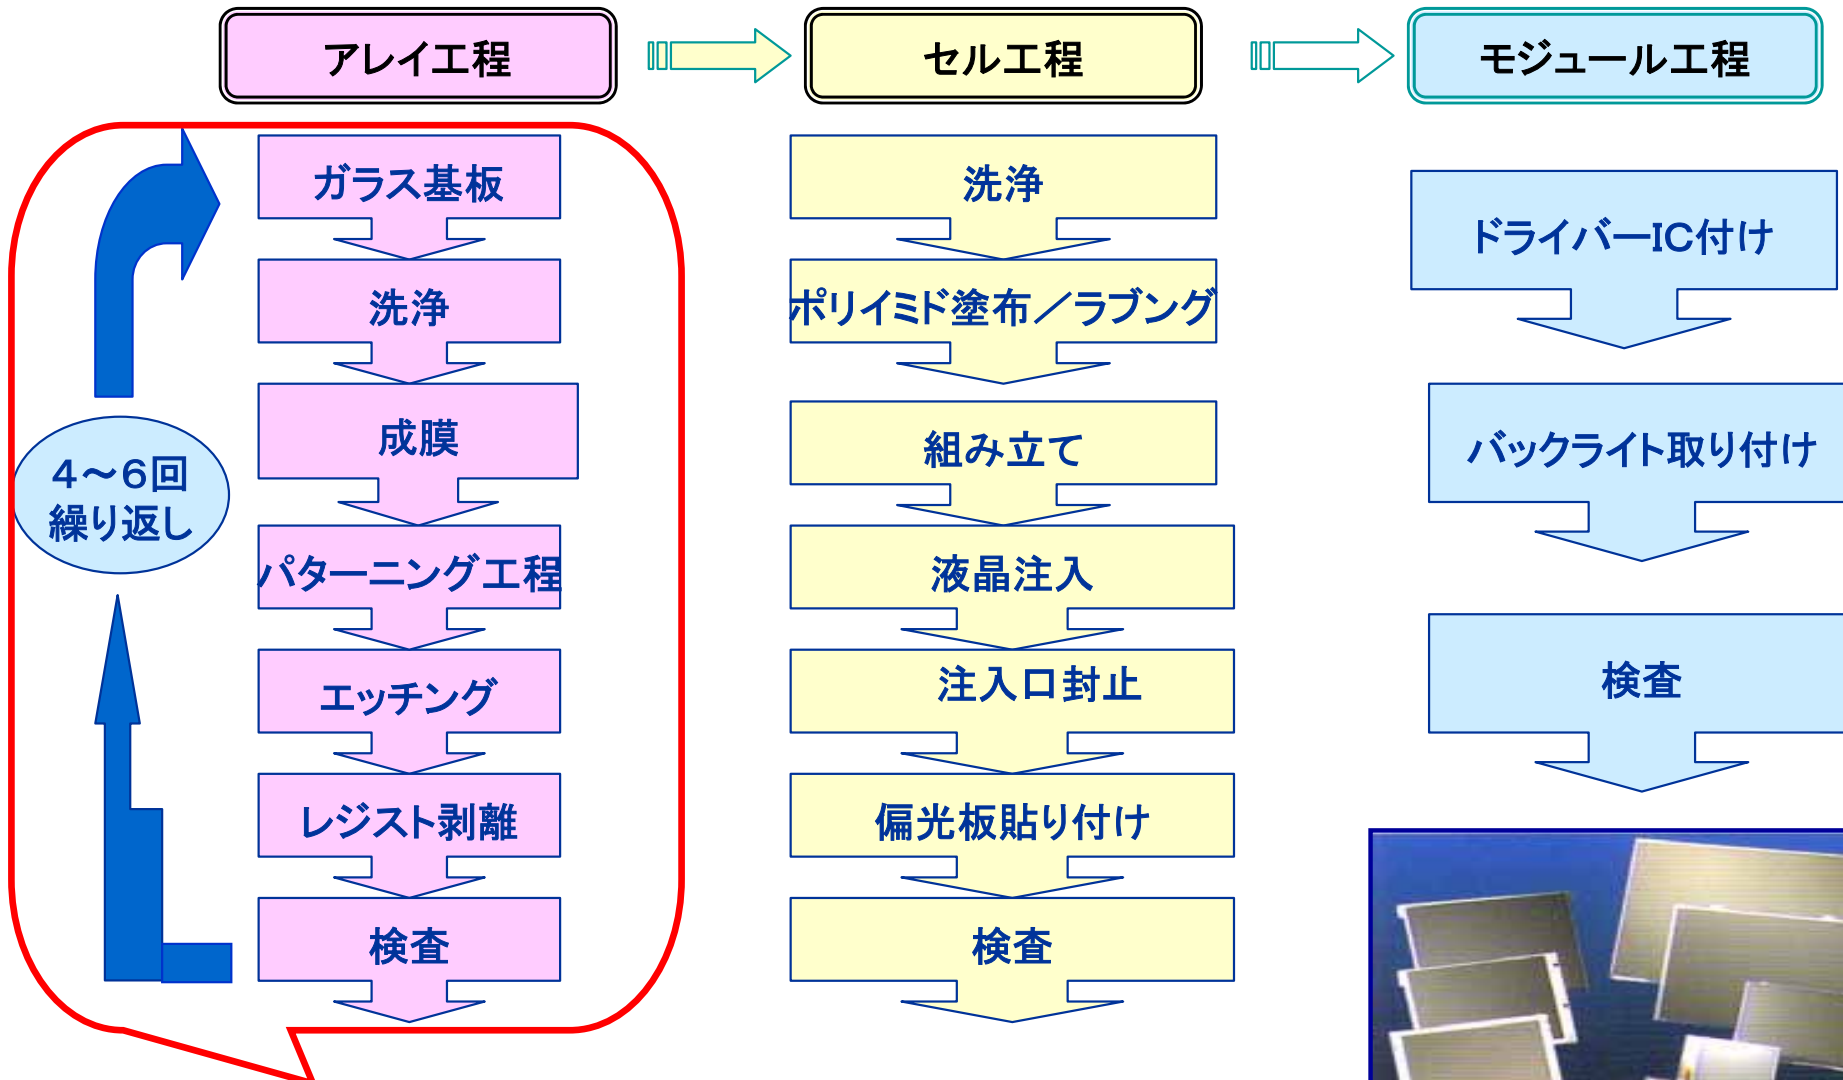 アレイ工程
セル工程
モジュール工程
ガラス基板
洗浄
成膜
パターニング工程
エッチング
レジスト剥離
検査
4～6回
繰り返し
洗浄
ポリイミド塗布／ラブング
組み立て
液晶注入
注入口封止
偏光板貼り付け
検査
ドライバーIC付け
バックライト取り付け
検査